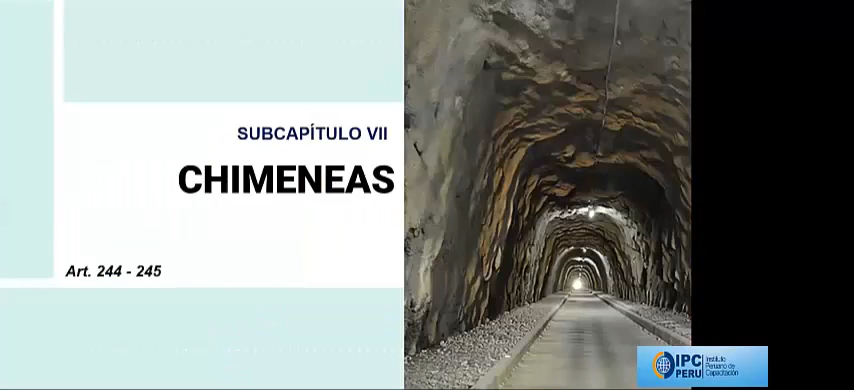 SUBCAPÍTULO VII
CHIMENEAS
Art. 244 - 245
IPC
PERU
Instituto
Peruano de
Capacitación